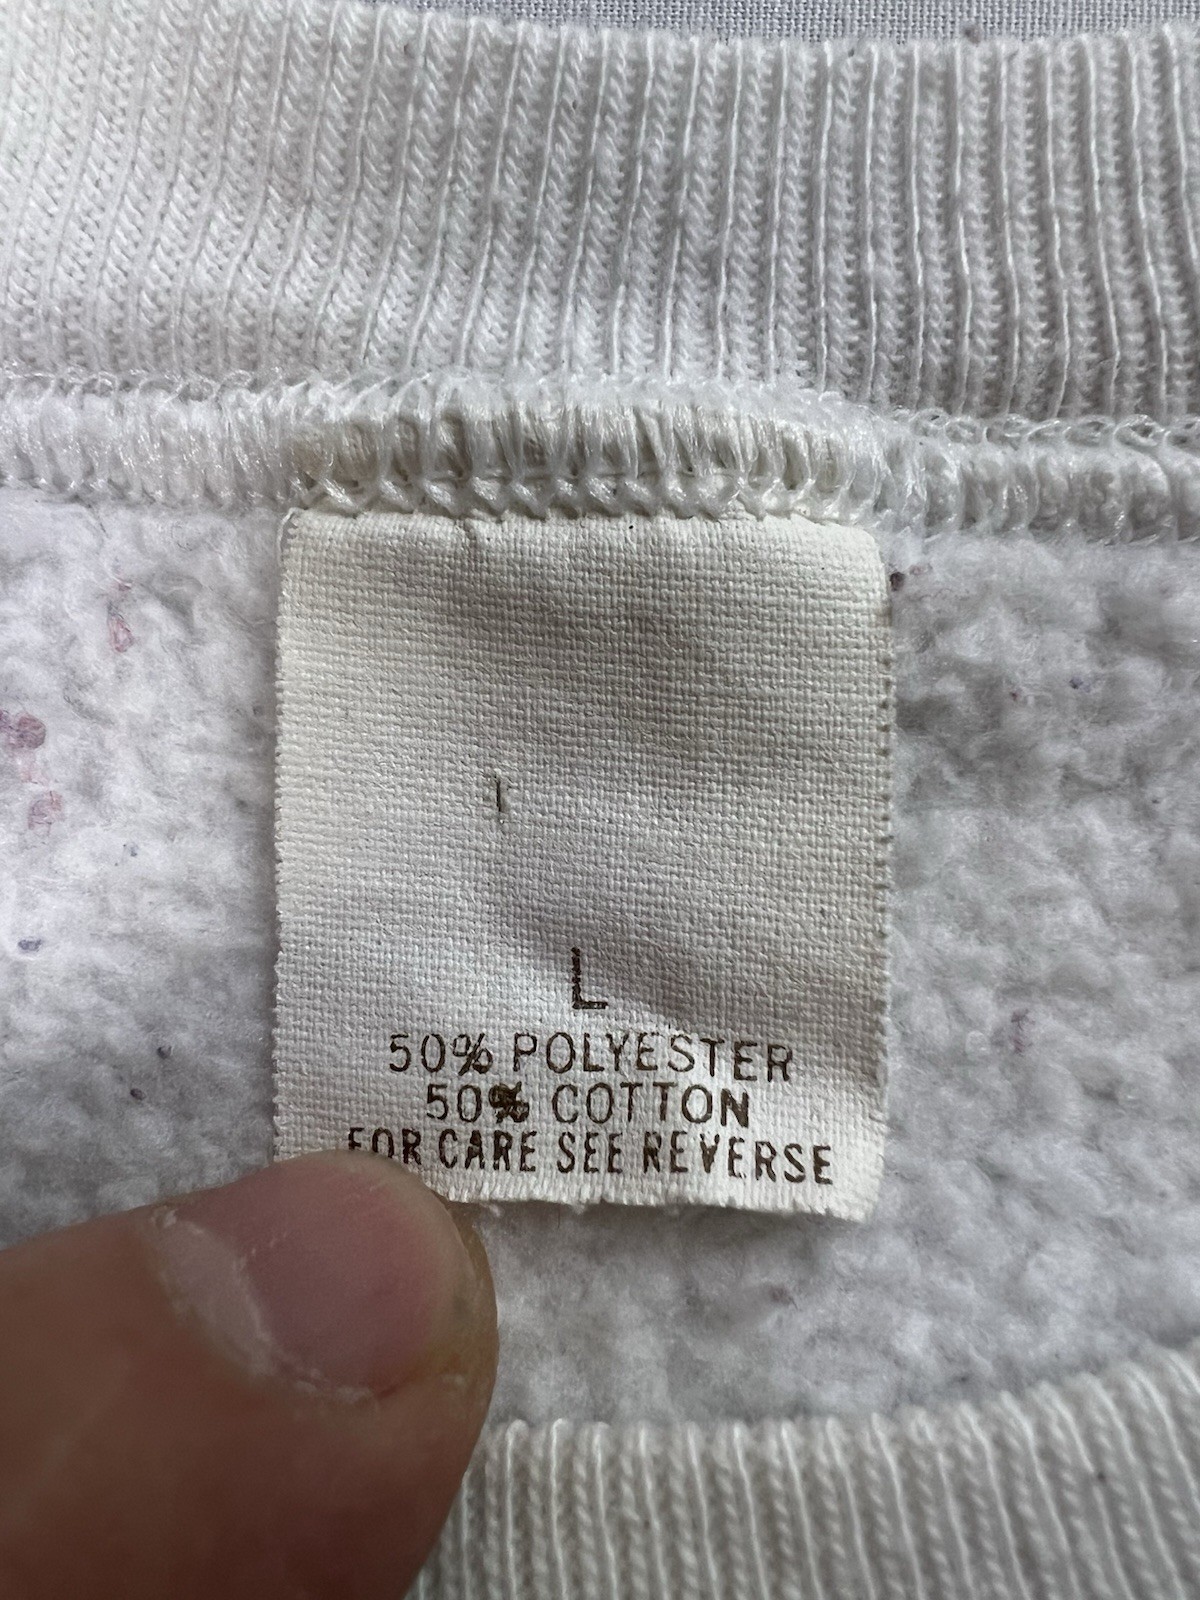 L
50% POLYESTER
50% COTTON
FOR CARE SEE REVERSE